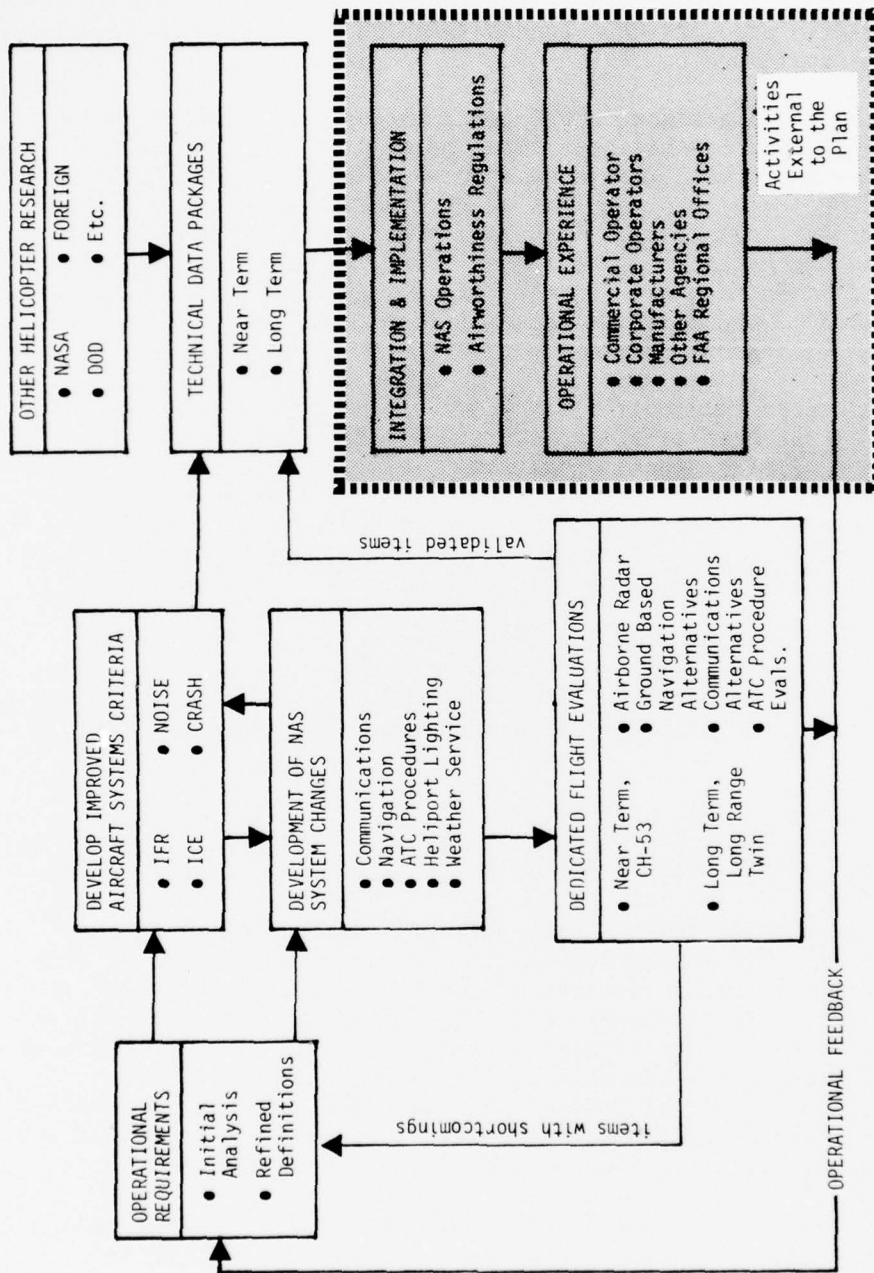 OPERATIONAL
REQUIREMENTS
● Initial
Analysis
● Refined
Definitions
DEVELOP IMPROVED
AIRCRAFT SYSTEMS CRITERIA
● IFR ● NOISE
● ICE ● CRASH
DEVELOPMENT OF NAS
SYSTEM CHANGES
● Communications
● Navigation
● ATC Procedures
● Heliport Lighting
● Weather Service
DEDICATED FLIGHT EVALUATIONS
● Near Term,
CH-53
● Long Term,
Long Range
Twin
● Airborne Radar
● Ground Based
Navigation
Alternatives
● Communications
Alternatives
● ATC Procedure
Evals.
items with shortcomings
validated items
OTHER HELICOPTER RESEARCH
● NASA ● FOREIGN
● DOD ● Etc.
TECHNICAL DATA PACKAGES
● Near Term
● Long Term
INTEGRATION & IMPLEMENTATION
● NAS Operations
● Airworthiness Regulations
OPERATIONAL EXPERIENCE
● Commercial Operator
● Corporate Operators
● Manufacturers
● Other Agencies
● FAA Regional Offices
Activities
External
to the
Plan
OPERATIONAL FEEDBACK